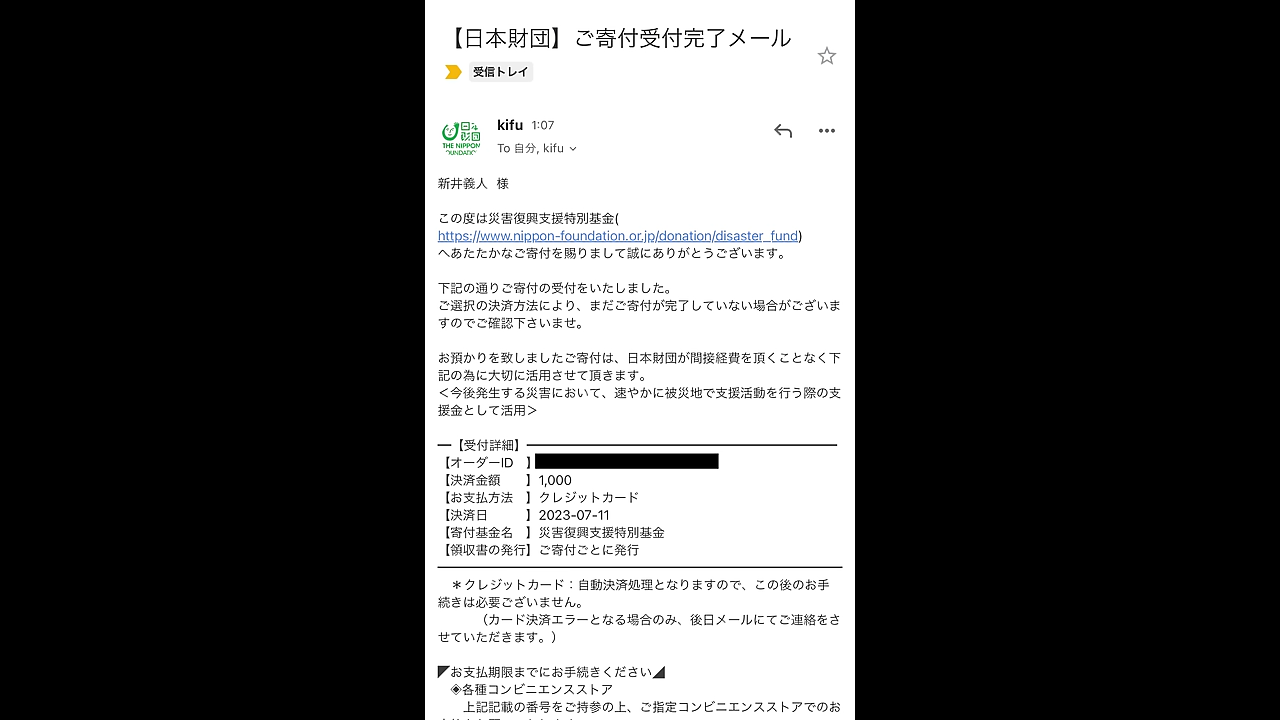 【日本財団】ご寄付受付完了メール
受信トレイ
kifu 1:07
To 自分, kifu
THE NIPPON
新井義人 様
この度は災害復興支援特別基金(
https://www.nippon-foundation.or.jp/donation/disaster_fund)
へあたたかなご寄付を賜りまして誠にありがとうございます。
下記の通りご寄付の受付をいたしました。
ご選択の決済方法により、まだご寄付が完了していない場合がございま
すのでご確認下さいませ。
お預かりを致しましたご寄付は、日本財団が間接経費を頂くことなく下
記の為に大切に活用させて頂きます。
＜今後発生する災害において、速やかに被災地で支援活動を行う際の支
援金として活用＞
━【受付詳細】━━━━━━━━━━━━━━━━━━
【オーダーID 】
【決済金額 】1,000
【お支払方法 】クレジットカード
【決済日 】2023-07-11
【寄付基金名 】災害復興支援特別基金
【領収書の発行】ご寄付ごとに発行
＊クレジットカード：自動決済処理となりますので、この後のお手
続きは必要ございません。
（カード決済エラーとなる場合のみ、後日メールにてご連絡をさ
せていただきます。）
◤お支払期限までにお手続きください◢
◈各種コンビニエンスストア
上記記載の番号をご持参の上、ご指定コンビニエンスストアでのお